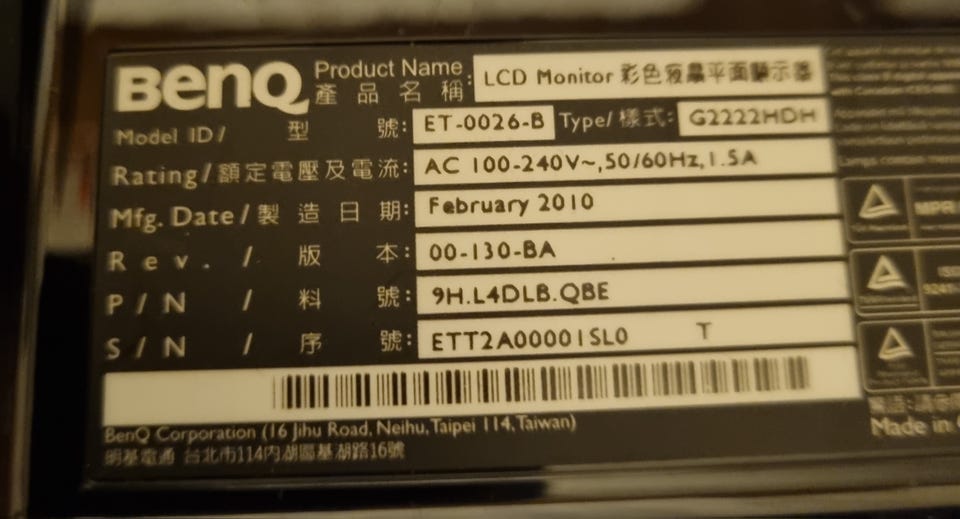 BenQ
Product Name : LCD Monitor 彩色液晶平面顯示器
產品名稱
Model ID / 型號: ET-0026-B Type/樣式: G2222HDH
Rating/額定電壓及電流: AC 100-240V~,50/60Hz,1.5A
Mfg. Date/製造日期: February 2010
Rev. / 版本: 00-130-BA
P/N / 料號: 9H.L4DLB.QBE
S/N / 序號: ETT2A00001SL0 T
BenQ Corporation (16 Jihu Road, Neihu, Taipei 114, Taiwan)
明基電通 台北市114內湖區基湖路16號
MPR
Made in